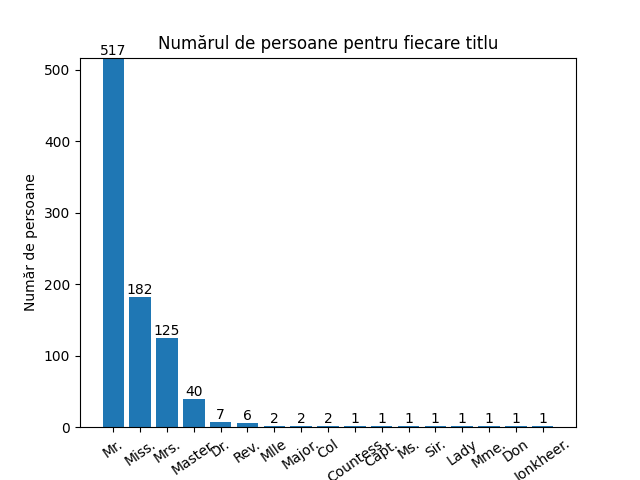 Numărul de persoane pentru fiecare titlu
Număr de persoane
500
400
300
200
100
0
517
182
125
40
7
6
2
2
2
1
1
1
1
1
1
1
1
Mr.
Miss.
Mrs.
Master.
Dr.
Rev.
Mlle
Major.
Col
Countess.
Capt.
Ms.
Sir.
Lady
Mme.
Don
Jonkheer.